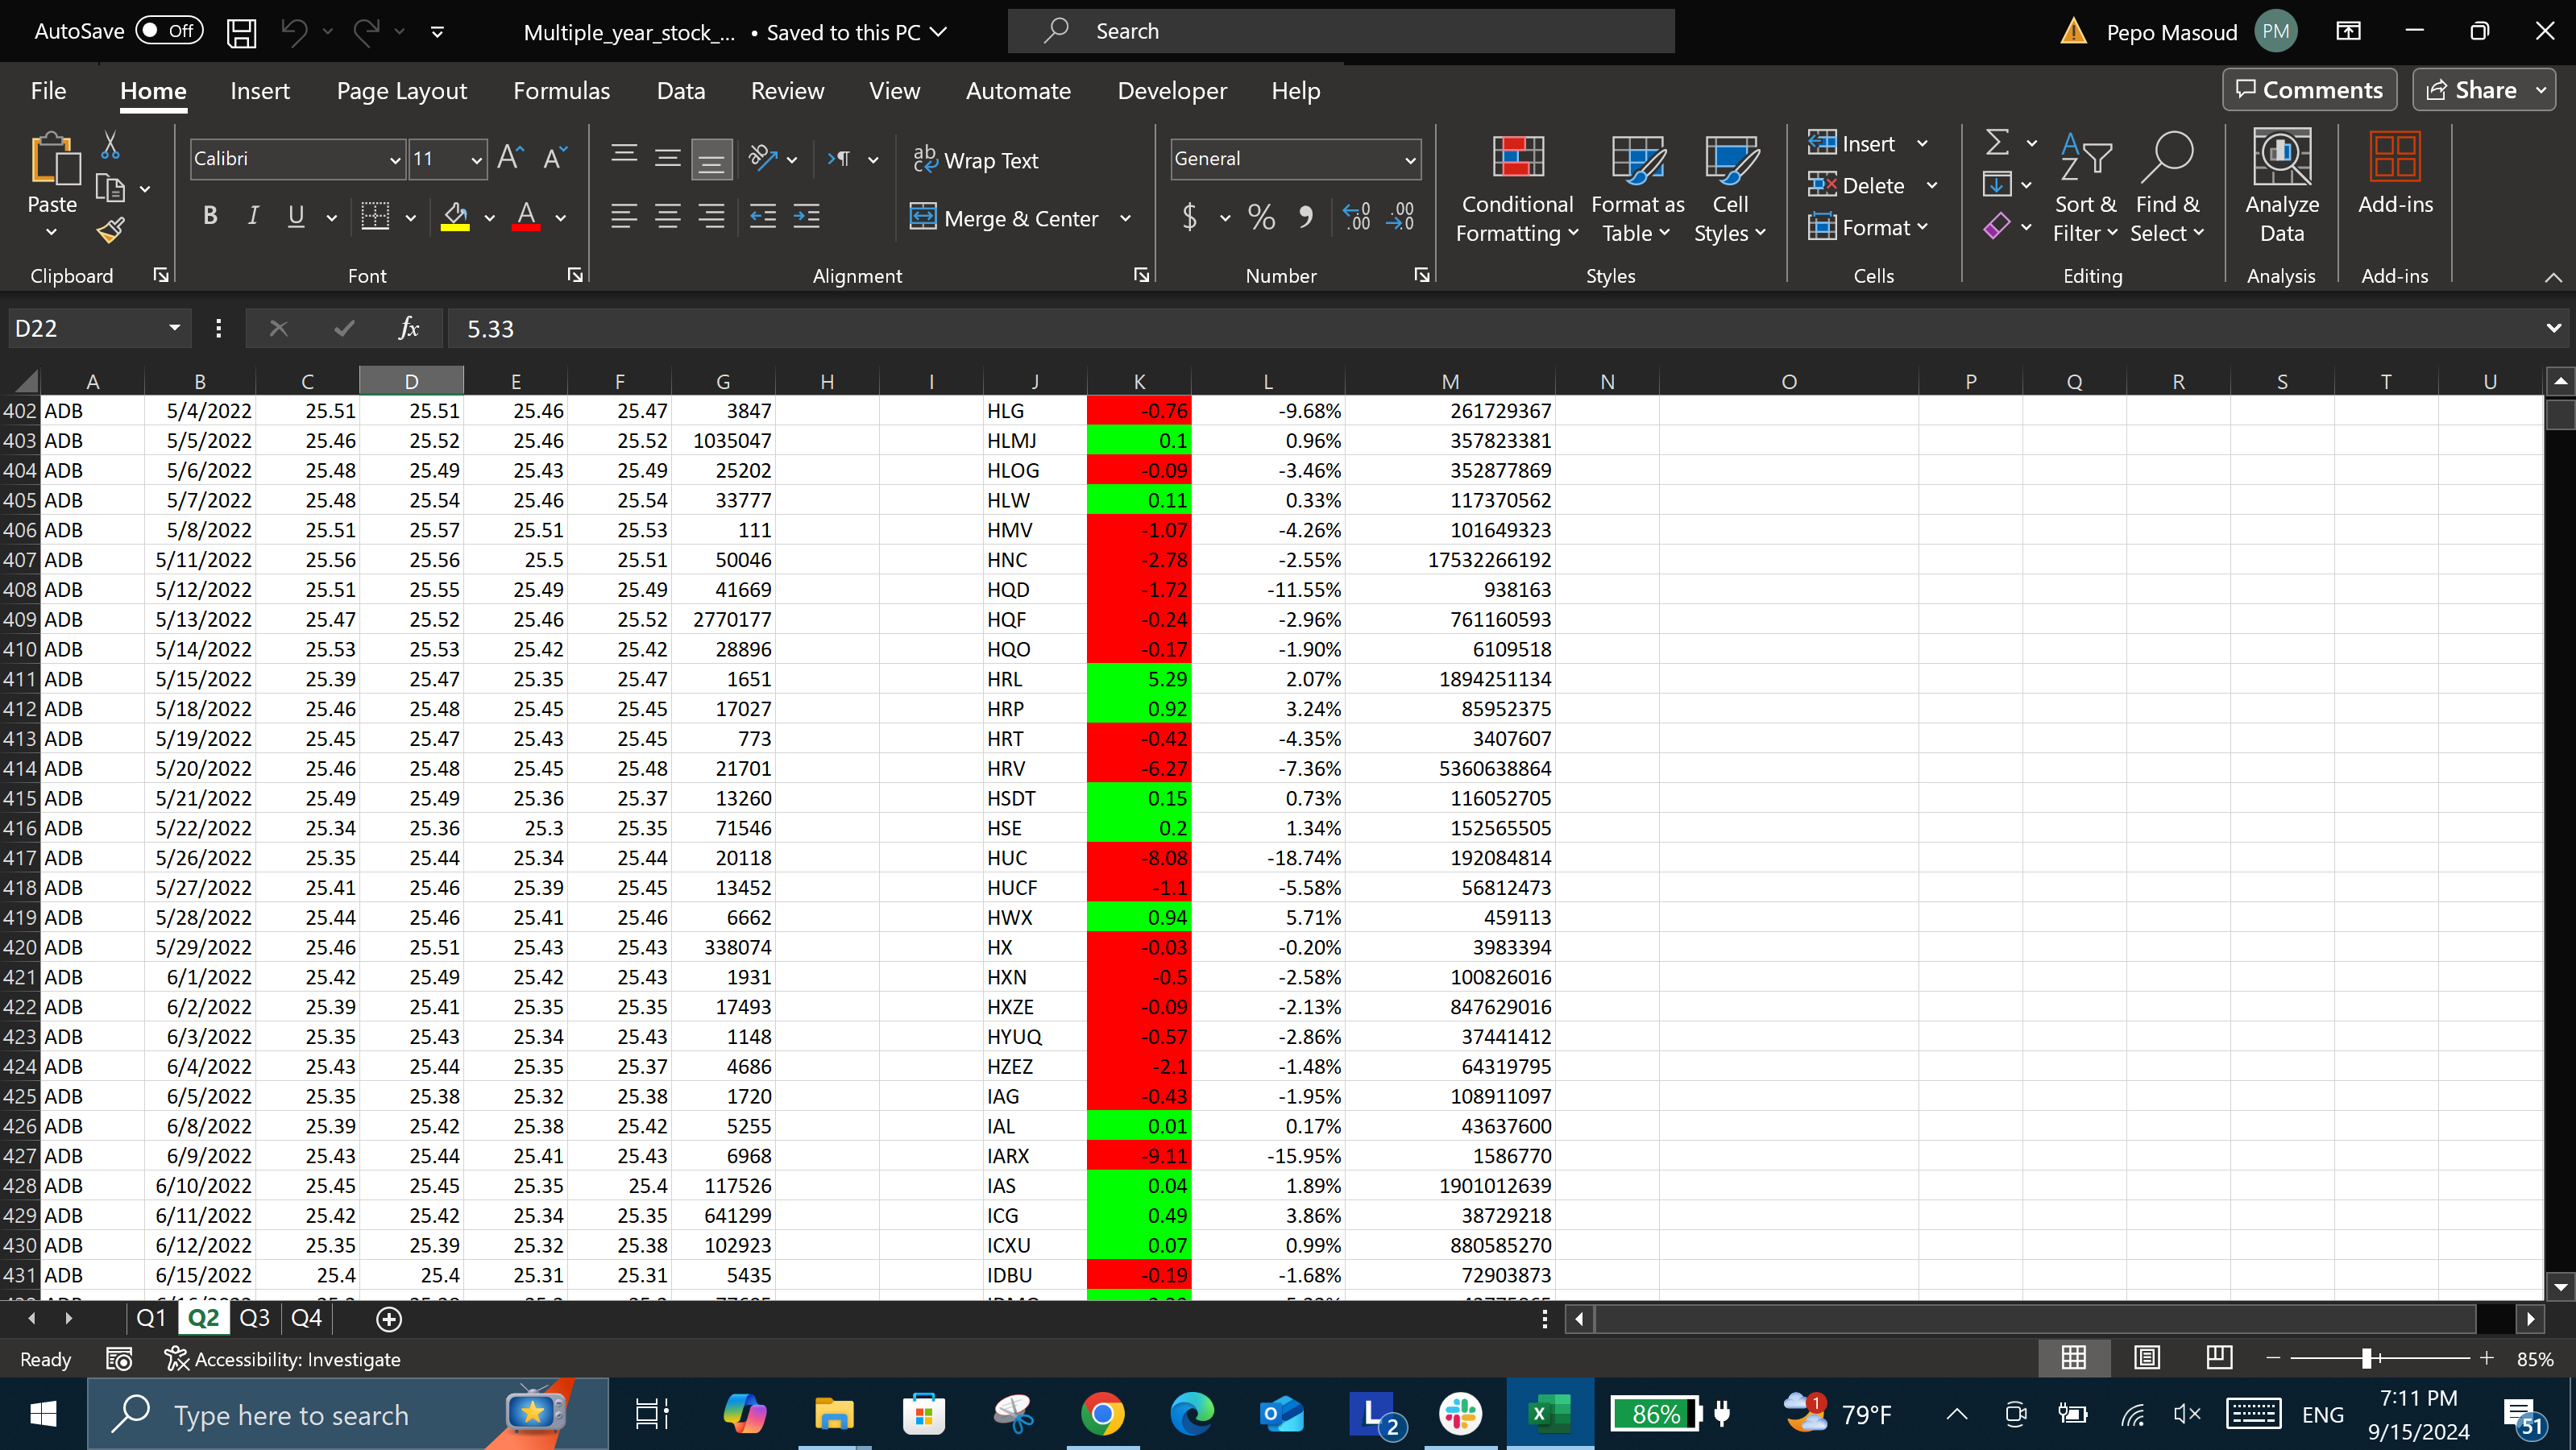 AutoSave Off Multiple_year_stock_... • Saved to this PC Search Pepo Masoud PM
File Home Insert Page Layout Formulas Data Review View Automate Developer Help Comments Share
Paste Calibri 11 Wrap Text General Conditional Formatting Format as Table Cell Styles Insert Sort & Filter Find & Select Analyze Data Add-ins
B I U Merge & Center $ % Delete
Format
Clipboard Font Alignment Number Styles Cells Editing Analysis Add-ins
D22 fx 5.33
A B C D E F G H I J K L M N O P Q R S T U
402 ADB 5/4/2022 25.51 25.51 25.46 25.47 3847 HLG -0.76 -9.68% 261729367
403 ADB 5/5/2022 25.46 25.52 25.46 25.52 1035047 HLMJ 0.1 0.96% 357823381
404 ADB 5/6/2022 25.48 25.49 25.43 25.49 25202 HLOG -0.09 -3.46% 352877869
405 ADB 5/7/2022 25.48 25.54 25.46 25.54 33777 HLW 0.11 0.33% 117370562
406 ADB 5/8/2022 25.51 25.57 25.51 25.53 111 HMV -1.07 -4.26% 101649323
407 ADB 5/11/2022 25.56 25.56 25.5 25.51 50046 HNC -2.78 -2.55% 17532266192
408 ADB 5/12/2022 25.51 25.55 25.49 25.49 41669 HQD -1.72 -11.55% 938163
409 ADB 5/13/2022 25.47 25.52 25.46 25.52 2770177 HQF -0.24 -2.96% 761160593
410 ADB 5/14/2022 25.53 25.53 25.42 25.42 28896 HQO -0.17 -1.90% 6109518
411 ADB 5/15/2022 25.39 25.47 25.35 25.47 1651 HRL 5.29 2.07% 1894251134
412 ADB 5/18/2022 25.46 25.48 25.45 25.45 17027 HRP 0.92 3.24% 85952375
413 ADB 5/19/2022 25.45 25.47 25.43 25.45 773 HRT -0.42 -4.35% 3407607
414 ADB 5/20/2022 25.46 25.48 25.45 25.48 21701 HRV -6.27 -7.36% 5360638864
415 ADB 5/21/2022 25.49 25.49 25.36 25.37 13260 HSDT 0.15 0.73% 116052705
416 ADB 5/22/2022 25.34 25.36 25.3 25.35 71546 HSE 0.2 1.34% 152565505
417 ADB 5/26/2022 25.35 25.44 25.34 25.44 20118 HUC -8.08 -18.74% 192084814
418 ADB 5/27/2022 25.41 25.46 25.39 25.45 13452 HUCF -1.1 -5.58% 56812473
419 ADB 5/28/2022 25.44 25.46 25.41 25.46 6662 HWX 0.94 5.71% 459113
420 ADB 5/29/2022 25.46 25.51 25.43 25.43 338074 HX -0.03 -0.20% 3983394
421 ADB 6/1/2022 25.42 25.49 25.42 25.43 1931 HXN -0.5 -2.58% 100826016
422 ADB 6/2/2022 25.39 25.41 25.35 25.35 17493 HXZE -0.09 -2.13% 847629016
423 ADB 6/3/2022 25.35 25.43 25.34 25.43 1148 HYUQ -0.57 -2.86% 37441412
424 ADB 6/4/2022 25.43 25.44 25.35 25.37 4686 HZEZ -2.1 -1.48% 64319795
425 ADB 6/5/2022 25.35 25.38 25.32 25.38 1720 IAG -0.43 -1.95% 108911097
426 ADB 6/8/2022 25.39 25.42 25.38 25.42 5255 IAL 0.01 0.17% 43637600
427 ADB 6/9/2022 25.43 25.44 25.41 25.43 6968 IARX -9.11 -15.95% 1586770
428 ADB 6/10/2022 25.45 25.45 25.35 25.4 117526 IAS 0.04 1.89% 1901012639
429 ADB 6/11/2022 25.42 25.42 25.34 25.35 641299 ICG 0.49 3.86% 38729218
430 ADB 6/12/2022 25.35 25.39 25.32 25.38 102923 ICXU 0.07 0.99% 880585270
431 ADB 6/15/2022 25.4 25.4 25.31 25.31 5435 IDBU -0.19 -1.68% 72903873
Q1 Q2 Q3 Q4
Ready Accessibility: Investigate 85%
Type here to search 2 86% 1 79°F ENG 7:11 PM 9/15/2024 51